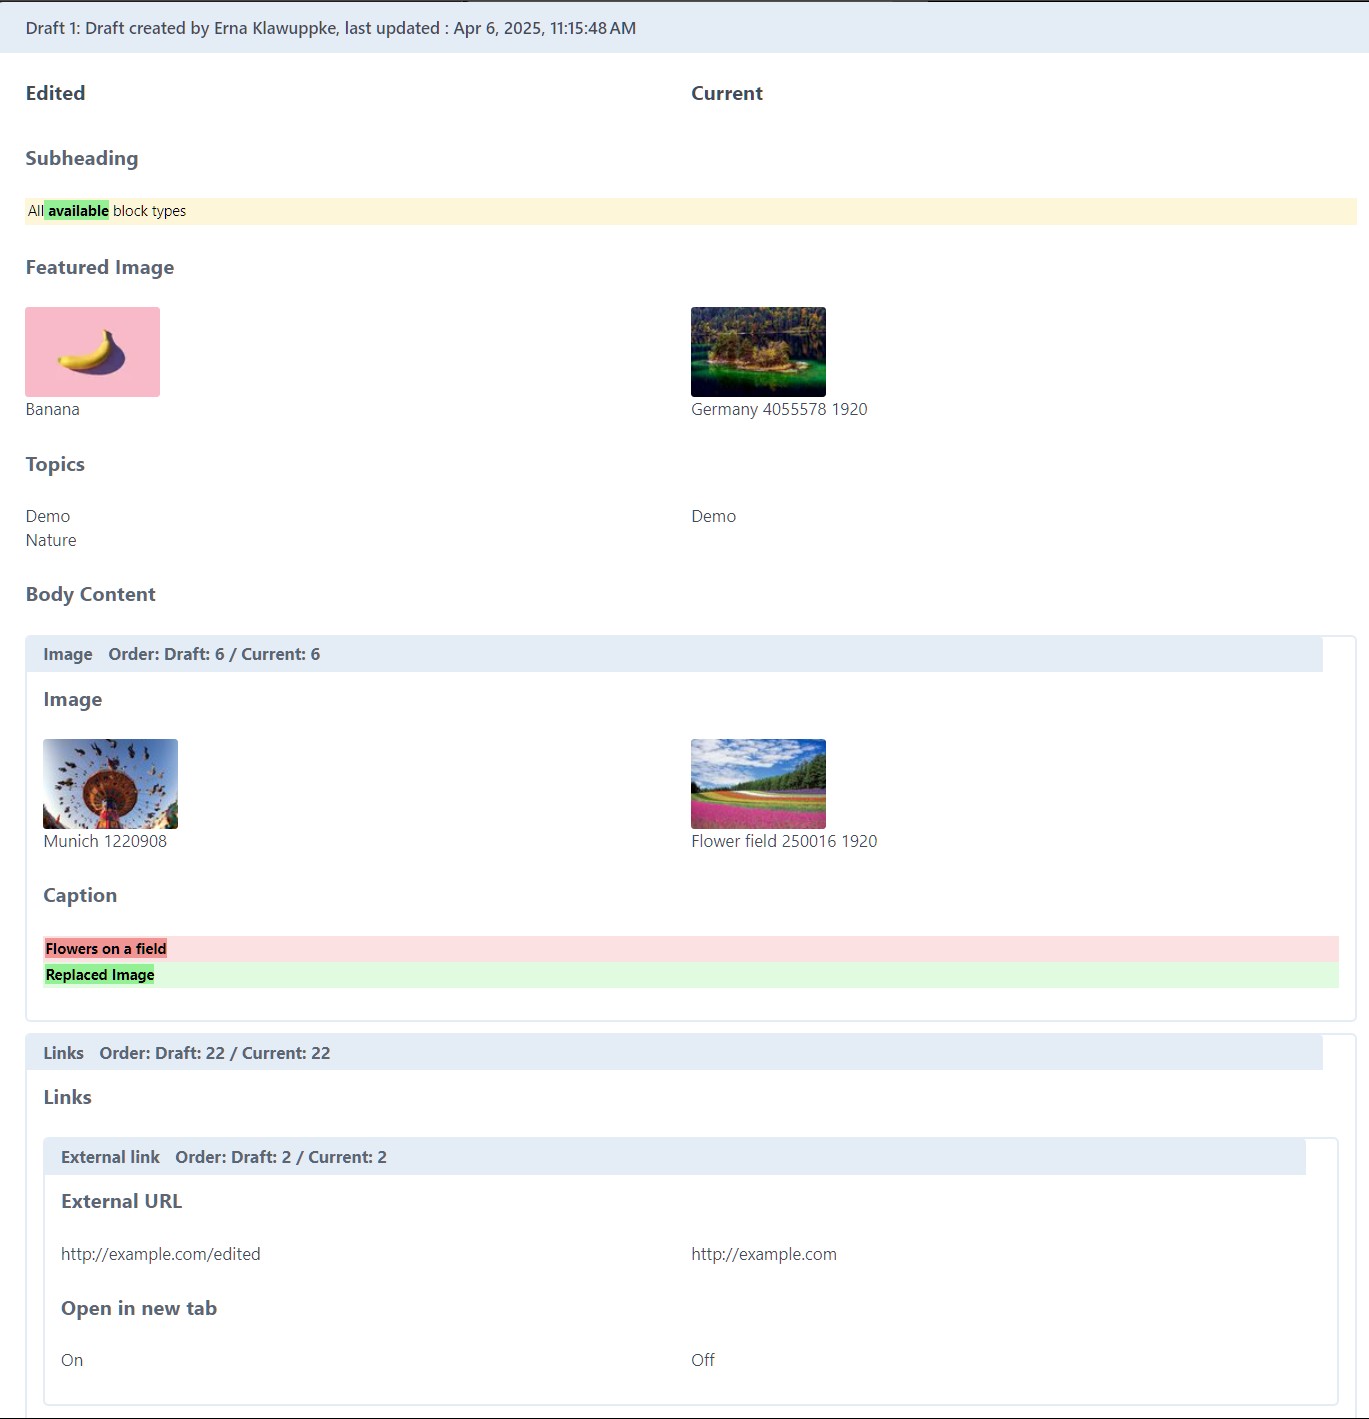 Draft 1: Draft created by Erna Klawuppke, last updated : Apr 6, 2025, 11:15:48 AM
Edited Current
Subheading
All available block types
Featured Image
Banana Germany 4055578 1920
Topics
Demo Demo
Nature
Body Content
Image Order: Draft: 6 / Current: 6
Image
Munich 1220908 Flower field 250016 1920
Caption
Flowers on a field
Replaced Image
Links Order: Draft: 22 / Current: 22
Links
External link Order: Draft: 2 / Current: 2
External URL
http://example.com/edited http://example.com
Open in new tab
On Off